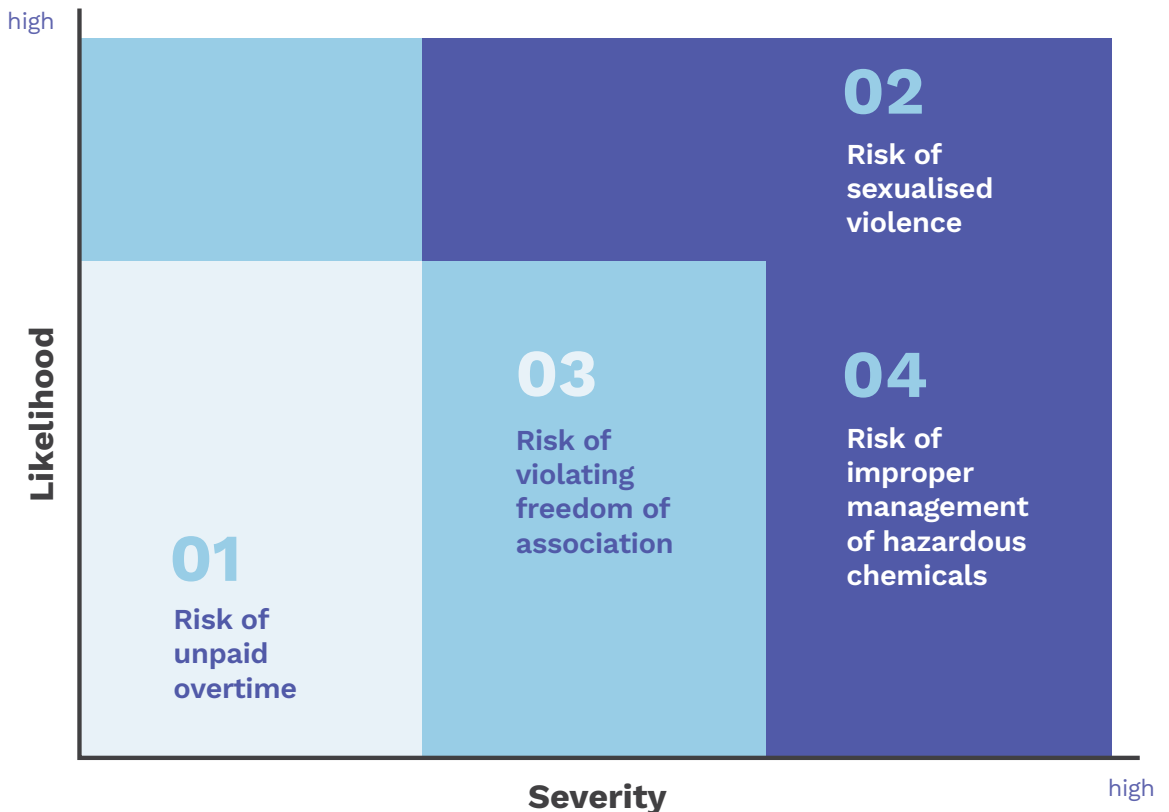 high
02
Risk of
sexualised
violence
Likelihood
03
Risk of
violating
freedom of
association
04
Risk of
improper
management
of hazardous
chemicals
01
Risk of
unpaid
overtime
Severity
high